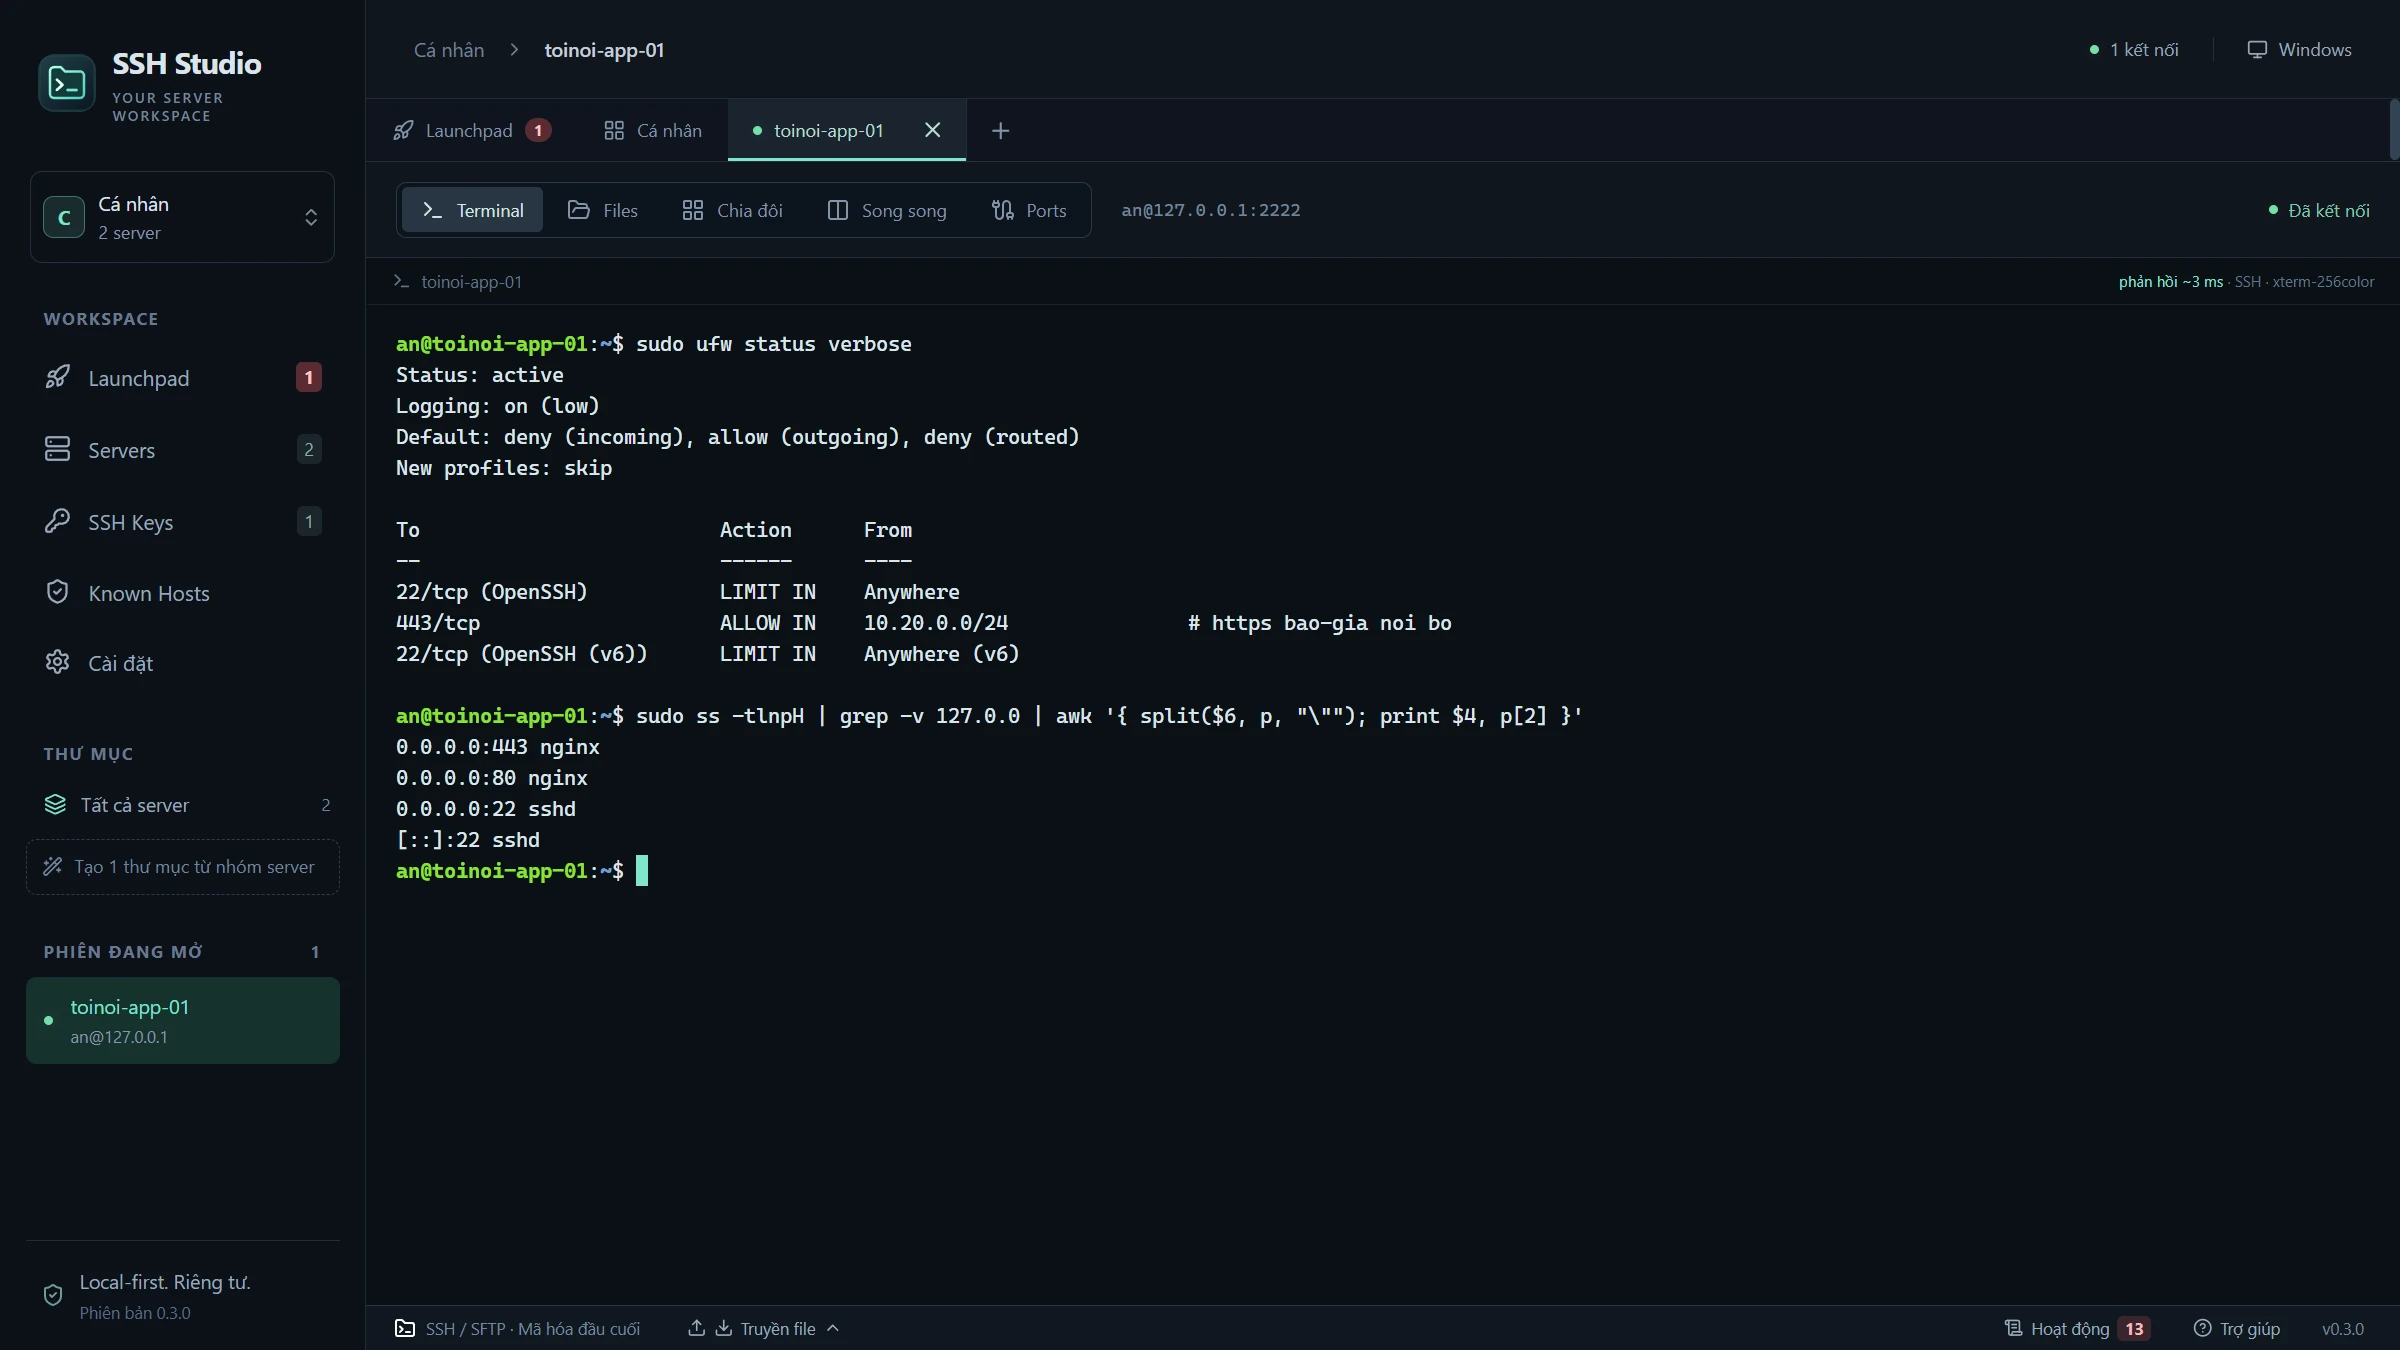 SSH Studio
YOUR SERVER
WORKSPACE
C
Cá nhân
2 server
WORKSPACE
Launchpad 1
Servers 2
SSH Keys 1
Known Hosts
Cài đặt
THƯ MỤC
Tất cả server 2
Tạo 1 thư mục từ nhóm server
PHIÊN ĐANG MỞ 1
toinoi-app-01
an@127.0.0.1
Local-first. Riêng tư.
Phiên bản 0.3.0
Cá nhân > toinoi-app-01
1 kết nối
Windows
Launchpad 1
Cá nhân
toinoi-app-01
Terminal
Files
Chia đôi
Song song
Ports
an@127.0.0.1:2222
Đã kết nối
toinoi-app-01
phản hồi ~3 ms · SSH · xterm-256color
an@toinoi-app-01:~$ sudo ufw status verbose
Status: active
Logging: on (low)
Default: deny (incoming), allow (outgoing), deny (routed)
New profiles: skip
To                         Action      From
--                         ------      ----
22/tcp (OpenSSH)           LIMIT IN    Anywhere
443/tcp                    ALLOW IN    10.20.0.0/24               # https bao-gia noi bo
22/tcp (OpenSSH (v6))      LIMIT IN    Anywhere (v6)
an@toinoi-app-01:~$ sudo ss -tlnpH | grep -v 127.0.0 | awk '{ split($6, p, "\""); print $4, p[2] }'
0.0.0.0:443 nginx
0.0.0.0:80 nginx
0.0.0.0:22 sshd
[::]:22 sshd
an@toinoi-app-01:~$
SSH / SFTP · Mã hóa đầu cuối
Truyền file
Hoạt động 13
Trợ giúp
v0.3.0